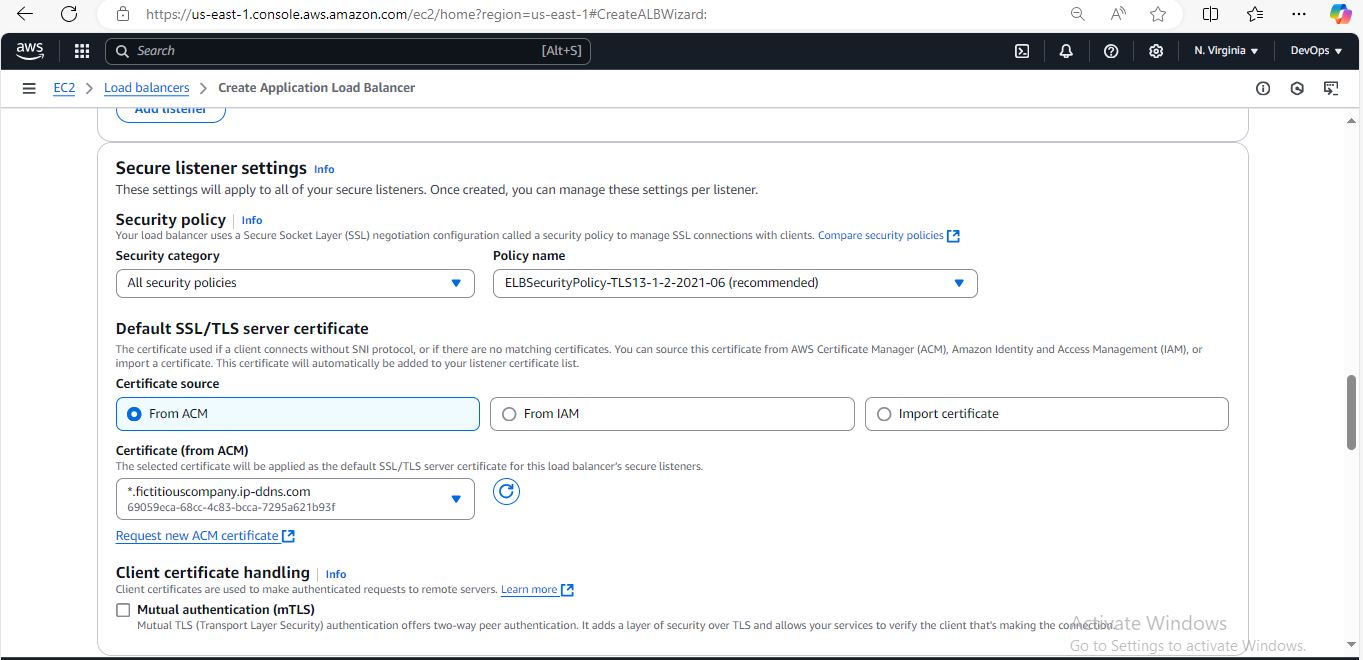 https://us-east-1.console.aws.amazon.com/ec2/home?region=us-east-1#CreateALBWizard:
aws Search [Alt+S] N. Virginia DevOps
EC2 Load balancers Create Application Load Balancer
Add listener
Secure listener settings Info
These settings will apply to all of your secure listeners. Once created, you can manage these settings per listener.
Security policy Info
Your load balancer uses a Secure Socket Layer (SSL) negotiation configuration called a security policy to manage SSL connections with clients. Compare security policies
Security category Policy name
All security policies ELBSecurityPolicy-TLS13-1-2-2021-06 (recommended)
Default SSL/TLS server certificate
The certificate used if a client connects without SNI protocol, or if there are no matching certificates. You can source this certificate from AWS Certificate Manager (ACM), Amazon Identity and Access Management (IAM), or
import a certificate. This certificate will automatically be added to your listener certificate list.
Certificate source
From ACM From IAM Import certificate
Certificate (from ACM)
The selected certificate will be applied as the default SSL/TLS server certificate for this load balancer's secure listeners.
*.fictitiouscompany.ip-ddns.com
69059eca-68cc-4c83-bcca-7295a621b93f
Request new ACM certificate
Client certificate handling Info
Client certificates are used to make authenticated requests to remote servers. Learn more
Mutual authentication (mTLS)
Mutual TLS (Transport Layer Security) authentication offers two-way peer authentication. It adds a layer of security over TLS and allows your services to verify the client that's making the connection.
Activate Windows
Go to Settings to activate Windows.